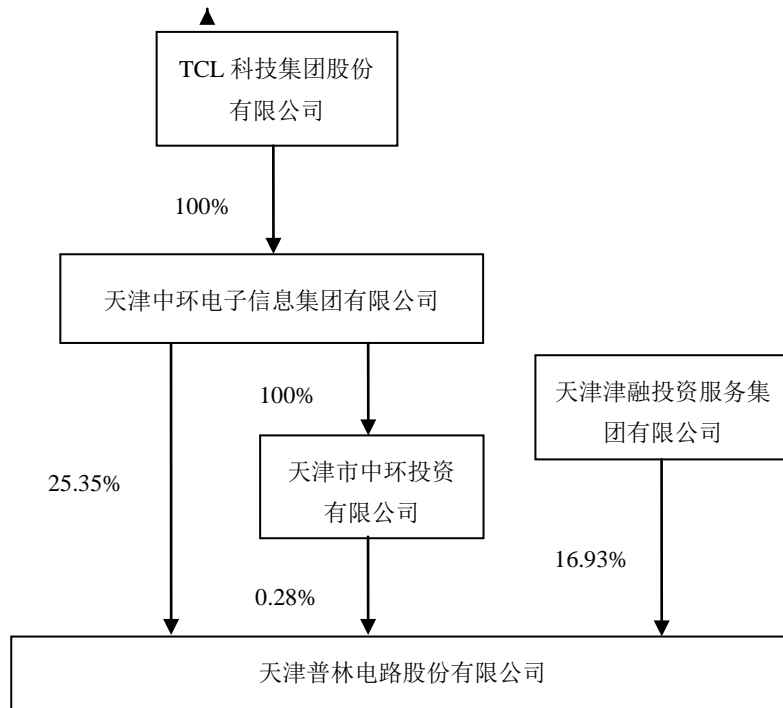 TCL 科技集团股份
有限公司
100%
天津中环电子信息集团有限公司
100%
天津津融投资服务集
团有限公司
25.35%
天津市中环投资
有限公司
16.93%
0.28%
天津普林电路股份有限公司